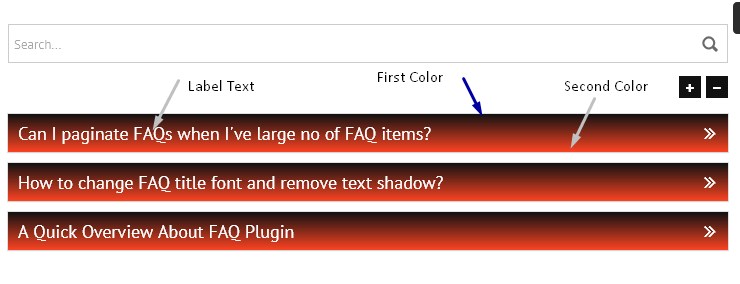 Search...
Label Text
First Color
Second Color
+ −
Can I paginate FAQs when I've large no of FAQ items?
How to change FAQ title font and remove text shadow?
A Quick Overview About FAQ Plugin